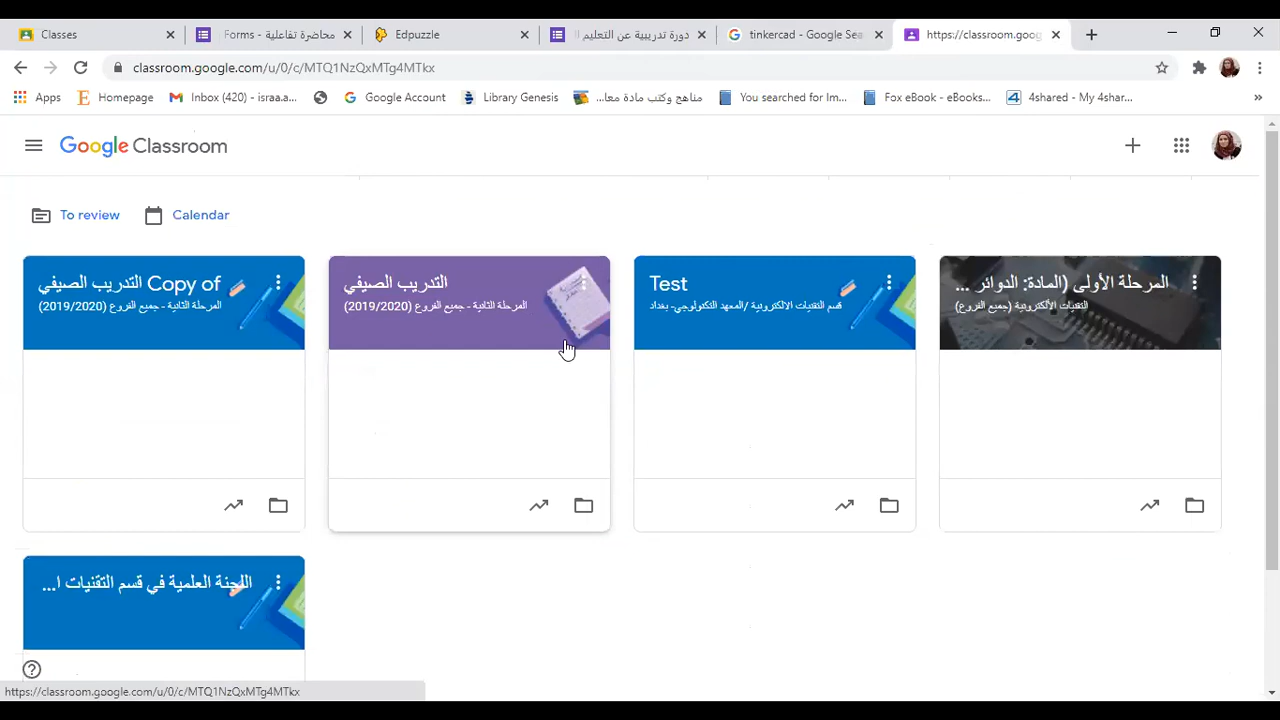 Classes
محاضرة تفاعلية - Forms
Edpuzzle
دورة تدريبية عن التعليم ال
tinkercad - Google Sea
https://classroom.goog
classroom.google.com/u/0/c/MTQ1NzQxMTg4MTkx
Apps
Homepage
Inbox (420) - israa.a...
Google Account
Library Genesis
مناهج وكتب مادة معا...
You searched for Im...
Fox eBook - eBooks...
4shared - My 4shar...
»
Google Classroom
To review
Calendar
Copy of التدريب الصيفي
المرحلة الثانية - جميع الفروع (2019/2020)
التدريب الصيفي
المرحلة الثانية - جميع الفروع (2019/2020)
Test
قسم التقنيات الالكترونية /المعهد التكنولوجي- بغداد
المرحلة الأولى (المادة: الدوائر ...
التقنيات الألكترونية (جميع الفروع)
اللجنة العلمية في قسم التقنيات ا...
https://classroom.google.com/u/0/c/MTQ1NzQxMTg4MTkx